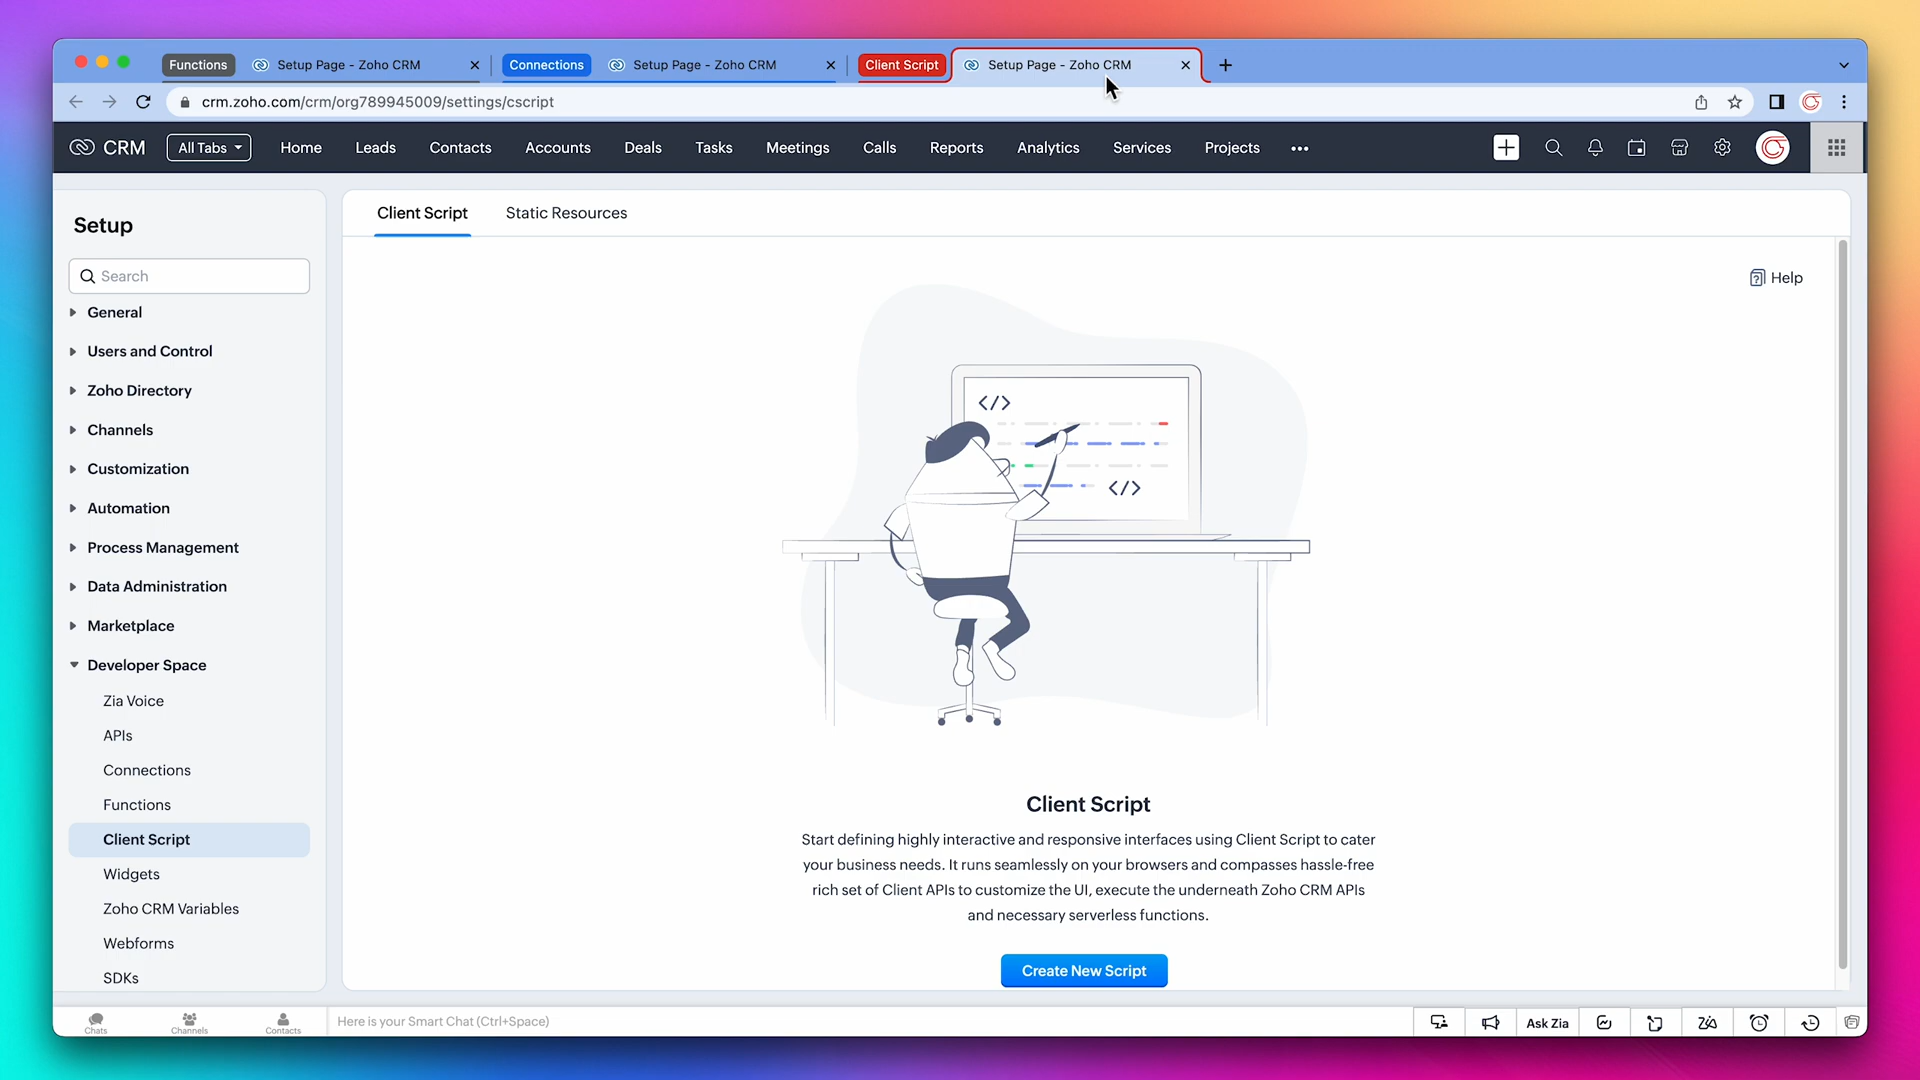 Functions
Setup Page - Zoho CRM
Connections
Setup Page - Zoho CRM
Client Script
Setup Page - Zoho CRM
crm.zoho.com/crm/org789945009/settings/cscript
CRM
All Tabs
Home
Leads
Contacts
Accounts
Deals
Tasks
Meetings
Calls
Reports
Analytics
Services
Projects
Setup
Search
General
Users and Control
Zoho Directory
Channels
Customization
Automation
Process Management
Data Administration
Marketplace
Developer Space
Zia Voice
APIs
Connections
Functions
Client Script
Widgets
Zoho CRM Variables
Webforms
SDKs
Client Script
Static Resources
Help
</>
</>
Client Script
Start defining highly interactive and responsive interfaces using Client Script to cater
your business needs. It runs seamlessly on your browsers and compasses hassle-free
rich set of Client APIs to customize the UI, execute the underneath Zoho CRM APIs
and necessary serverless functions.
Create New Script
Chats
Channels
Contacts
Here is your Smart Chat (Ctrl+Space)
Ask Zia